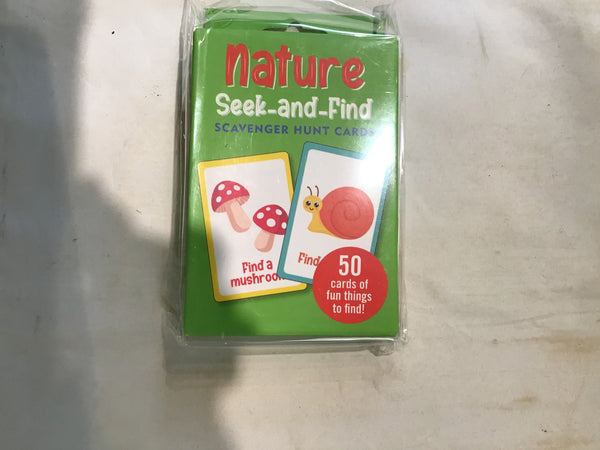 nature
Seek-and-Find
SCAVENGER HUNT CARDS
Find a
mushroom
Find
50
cards of
fun things
to find!